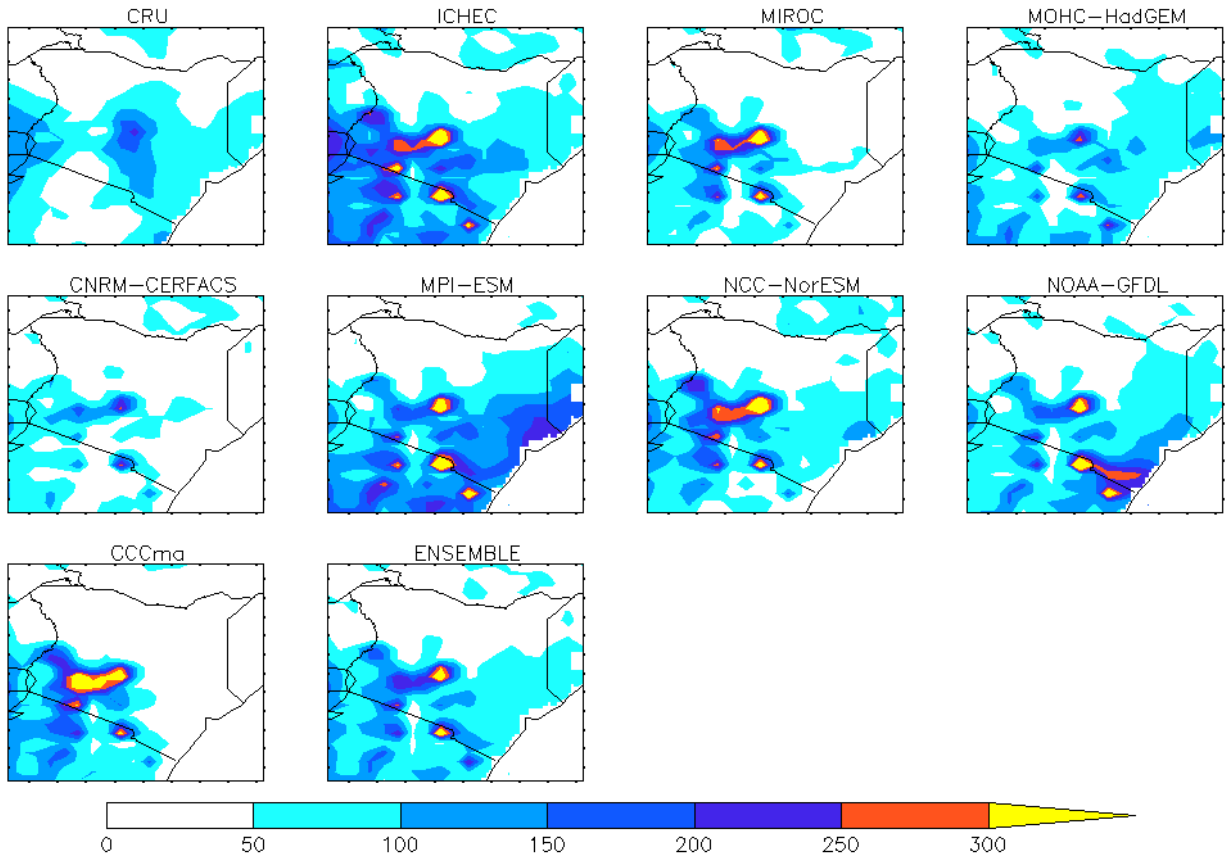 CRU ICHEC MIROC MOHC-HadGEM
CNRM-CERFACS MPI-ESM NCC-NorESM NOAA-GFDL
CCCma ENSEMBLE
0 50 100 150 200 250 300